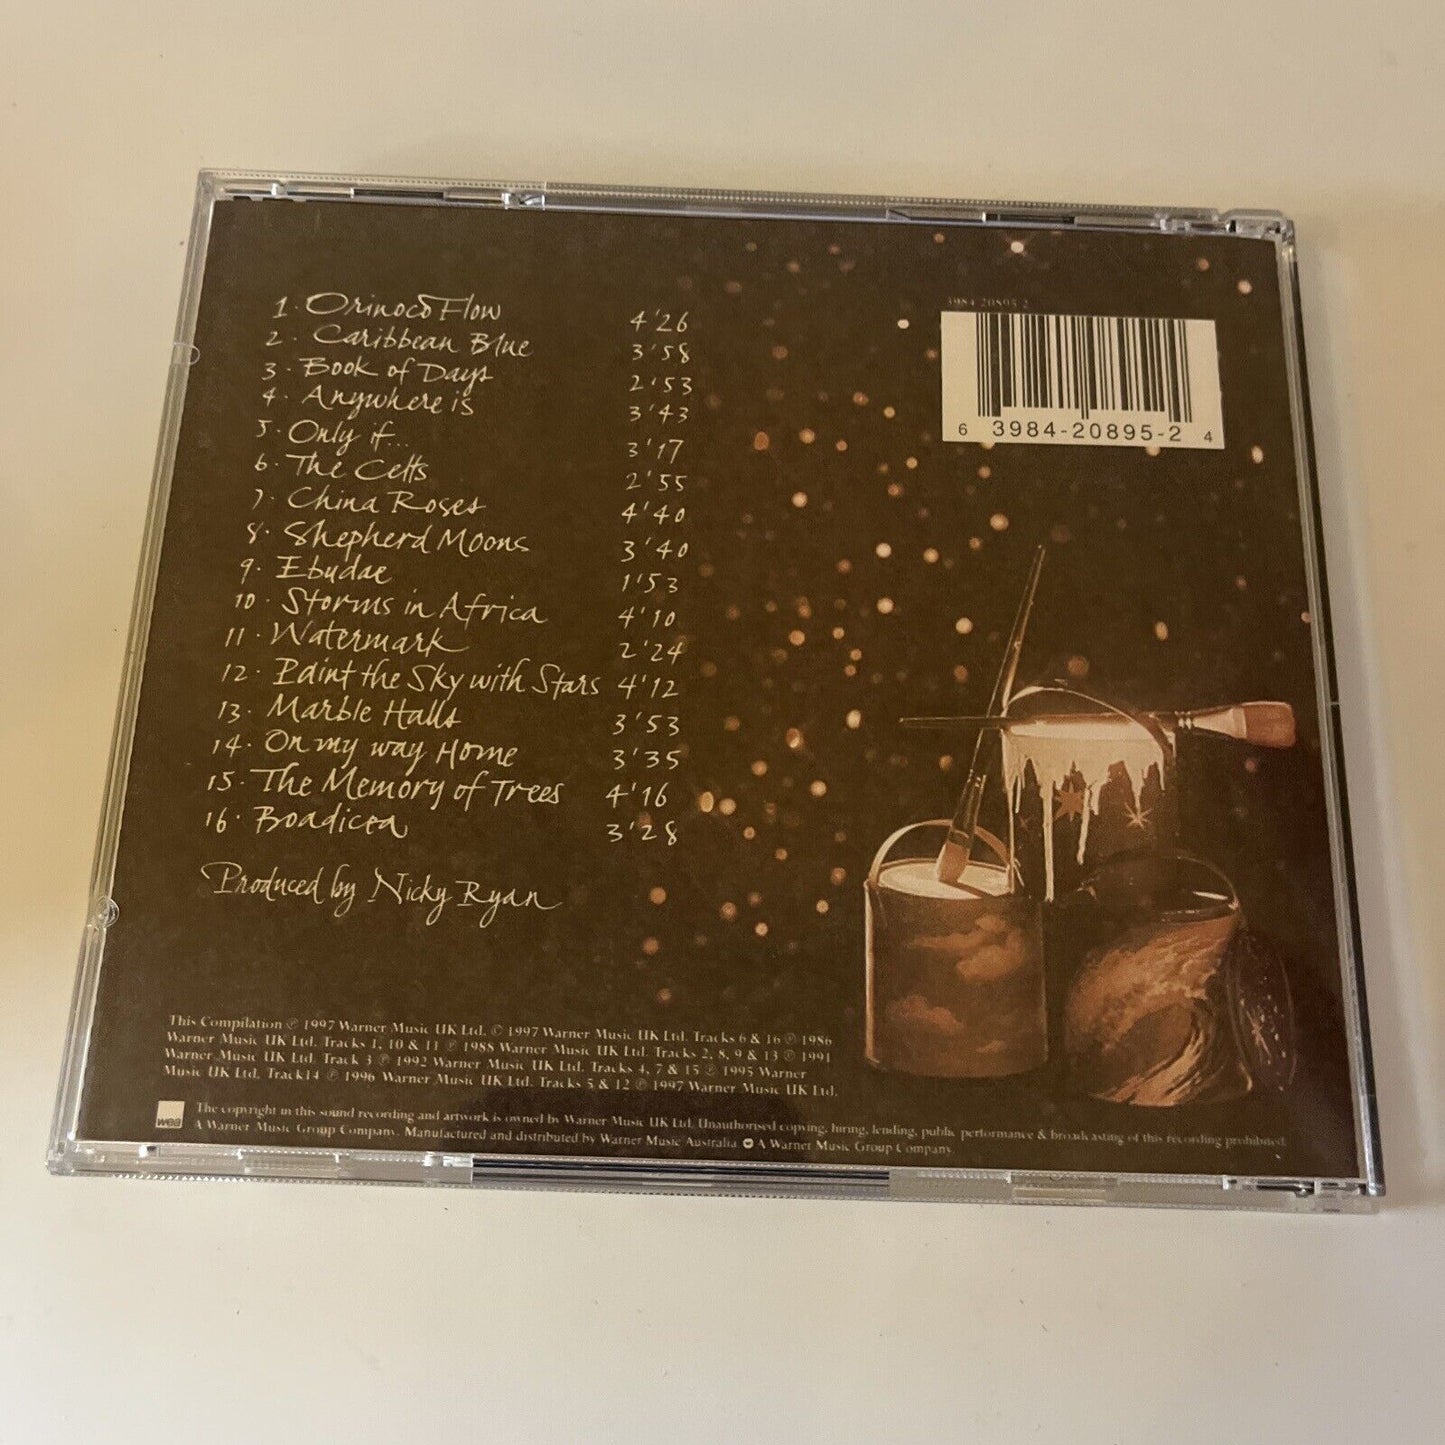 1. Orinoco Flow 4'26
2. Caribbean Blue 3'58
3. Book of Days 2'53
4. Anywhere is 3'43
5. Only if.. 3'17
6. The Celts 2'55
7. China Roses 4'40
8. Shepherd Moons 3'40
9. Ebudae 1'53
10. Storms in Africa 4'10
11. Watermark 2'24
12. Paint the Sky with Stars 4'12
13. Marble Halls 3'53
14. On my way Home 3'35
15. The Memory of Trees 4'16
16. Boadicea 3'28
Produced by Nicky Ryan
3984-20895-2
6 3984-20895-2 4
This Compilation ℗ 1997 Warner Music UK Ltd. © 1997 Warner Music UK Ltd. Tracks 6 & 16 ℗ 1986
Warner Music UK Ltd. Tracks 1, 10 & 11 ℗ 1988 Warner Music UK Ltd. Tracks 2, 8, 9 & 13 ℗ 1991
Warner Music UK Ltd. Track 3 ℗ 1992 Warner Music UK Ltd. Tracks 4, 7 & 15 ℗ 1995 Warner
Music UK Ltd, Track14 ℗ 1996 Warner Music UK Ltd. Tracks 5 & 12 ℗ 1997 Warner Music UK Ltd.
wea
The copyright in this sound recording and artwork is owned by Warner Music UK Ltd. Unauthorised copying, hiring, lending, public performance & broadcasting of this recording prohibited.
A Warner Music Group Company. Manufactured and distributed by Warner Music Australia A Warner Music Group Company.